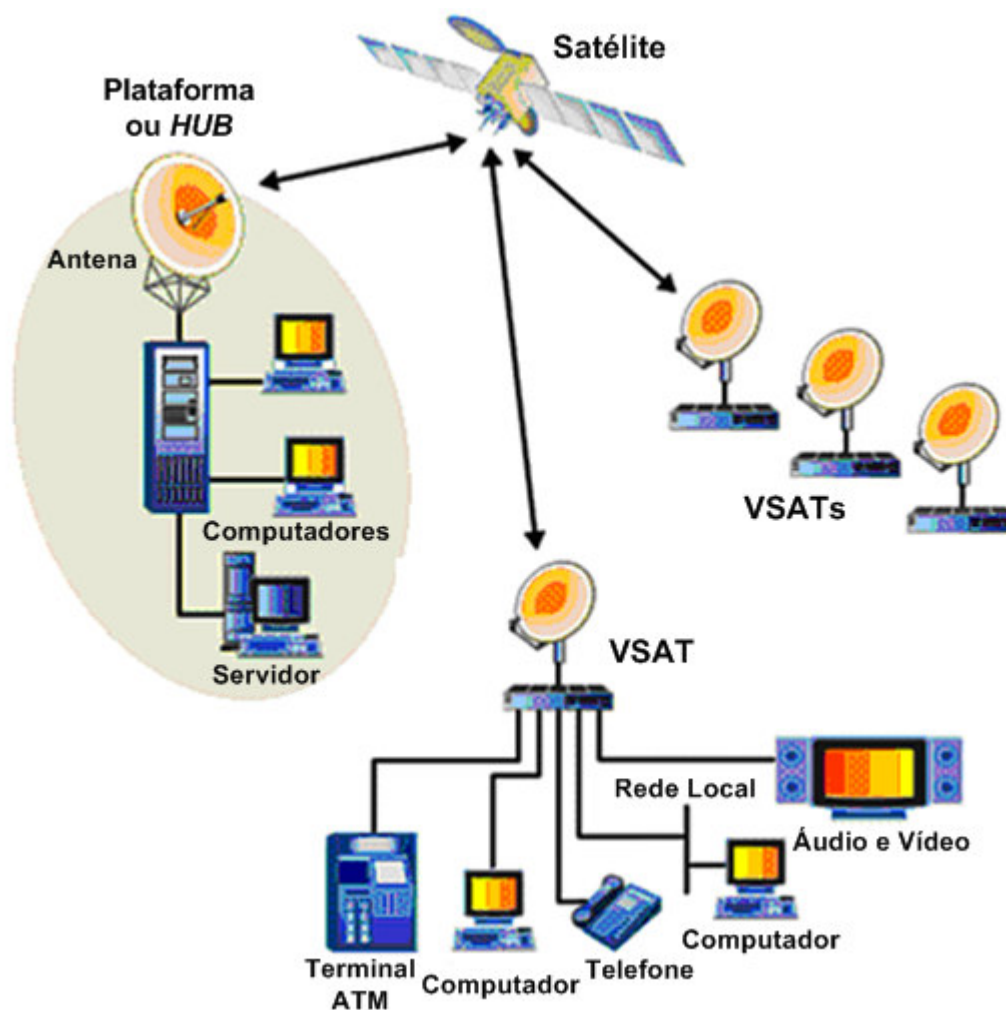 Satélite
Plataforma
ou HUB
Antena
Computadores
Servidor
VSATs
VSAT
Rede Local
Áudio e Vídeo
Terminal
ATM
Computador
Telefone
Computador